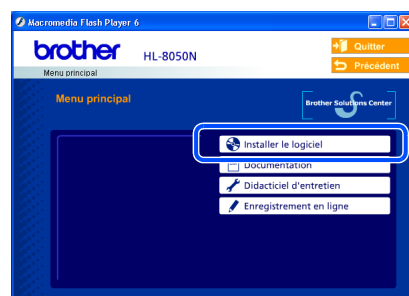 Macromedia Flash Player 6
brother
HL-8050N
Quitter
Précédent
Menu principal
Menu principal
Brother Solutions Center
Installer le logiciel
Documentation
Didacticiel d'entretien
Enregistrement en ligne